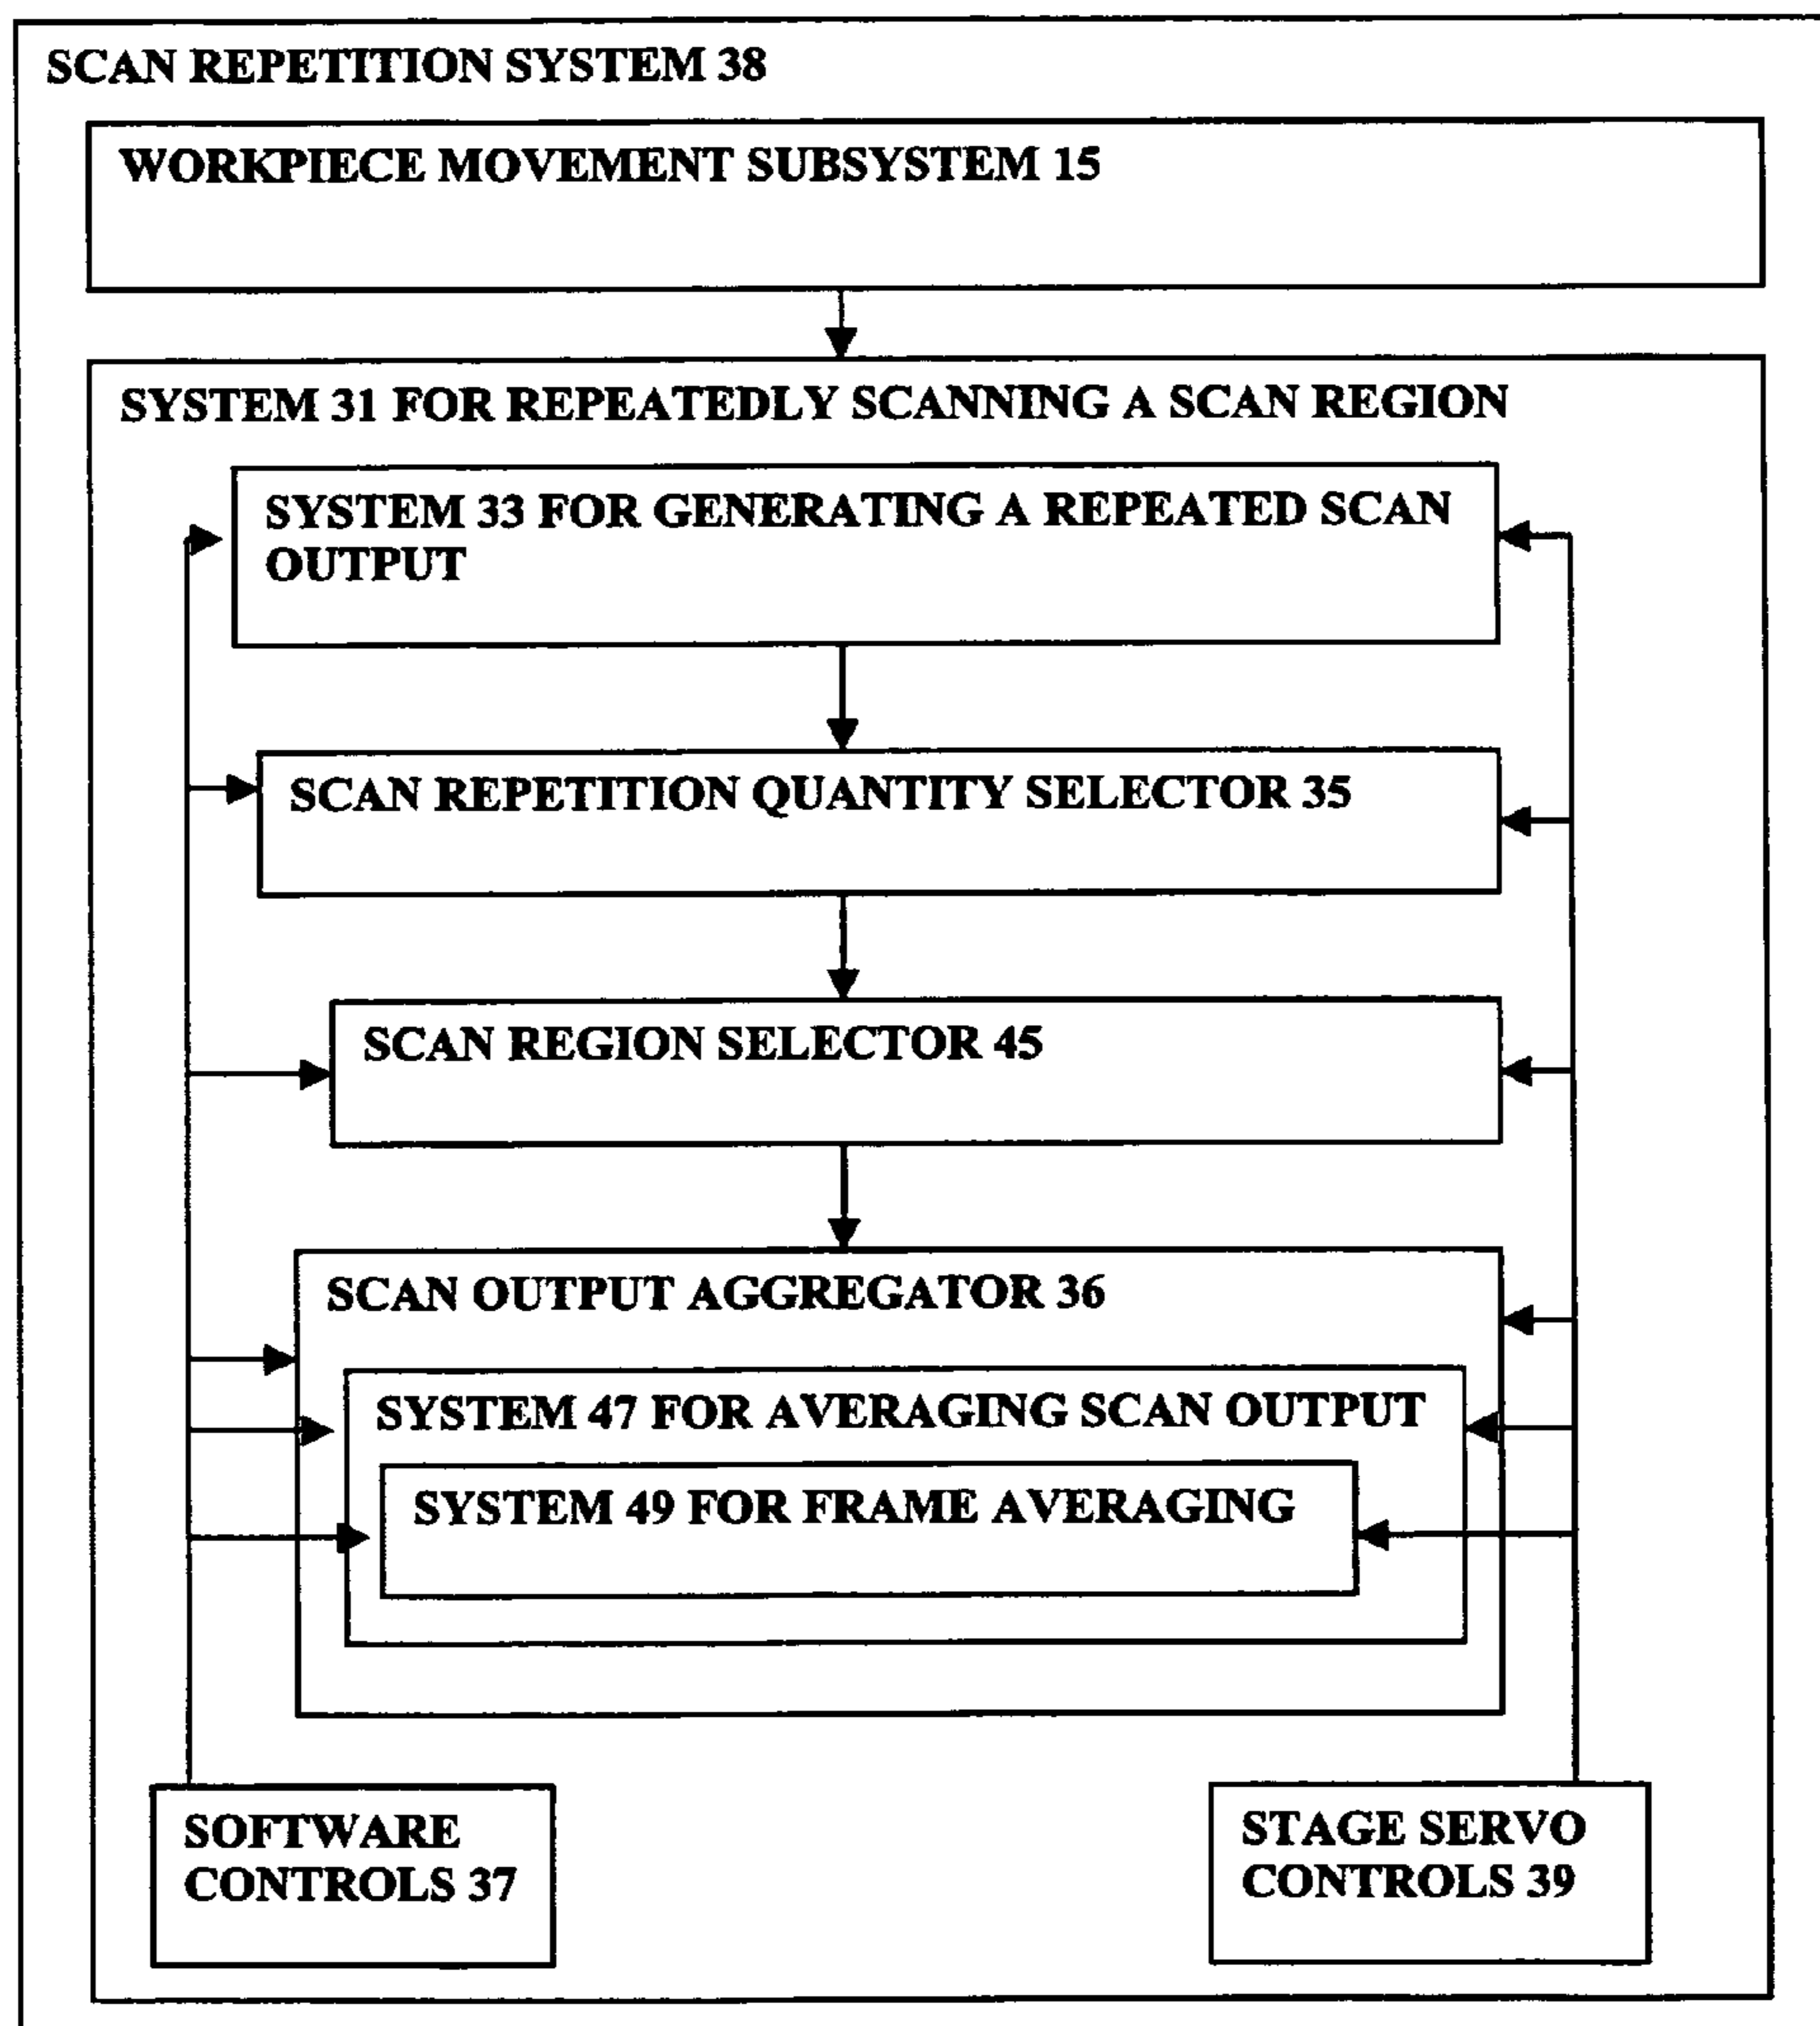 SCAN REPETITION SYSTEM 38
WORKPIECE MOVEMENT SUBSYSTEM 15
SYSTEM 31 FOR REPEATEDLY SCANNING A SCAN REGION
SYSTEM 33 FOR GENERATING A REPEATED SCAN
OUTPUT
SCAN REPETITION QUANTITY SELECTOR 35
SCAN REGION SELECTOR 45
SCAN OUTPUT AGGREGATOR 36
SYSTEM 47 FOR AVERAGING SCAN OUTPUT
SYSTEM 49 FOR FRAME AVERAGING
SOFTWARE
CONTROLS 37
STAGE SERVO
CONTROLS 39